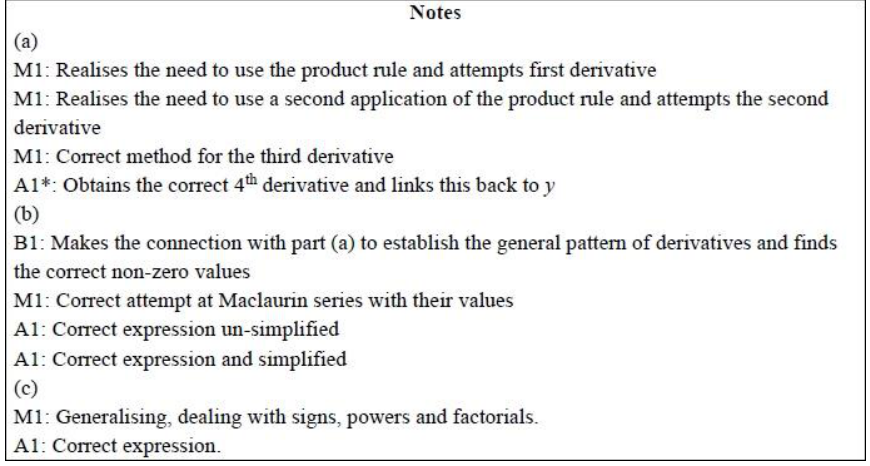 Notes
(a)
M1: Realises the need to use the product rule and attempts first derivative
M1: Realises the need to use a second application of the product rule and attempts the second
derivative
M1: Correct method for the third derivative
A1*: Obtains the correct 4th derivative and links this back to y
(b)
B1: Makes the connection with part (a) to establish the general pattern of derivatives and finds
the correct non-zero values
M1: Correct attempt at Maclaurin series with their values
A1: Correct expression un-simplified
A1: Correct expression and simplified
(c)
M1: Generalising, dealing with signs, powers and factorials.
A1: Correct expression.